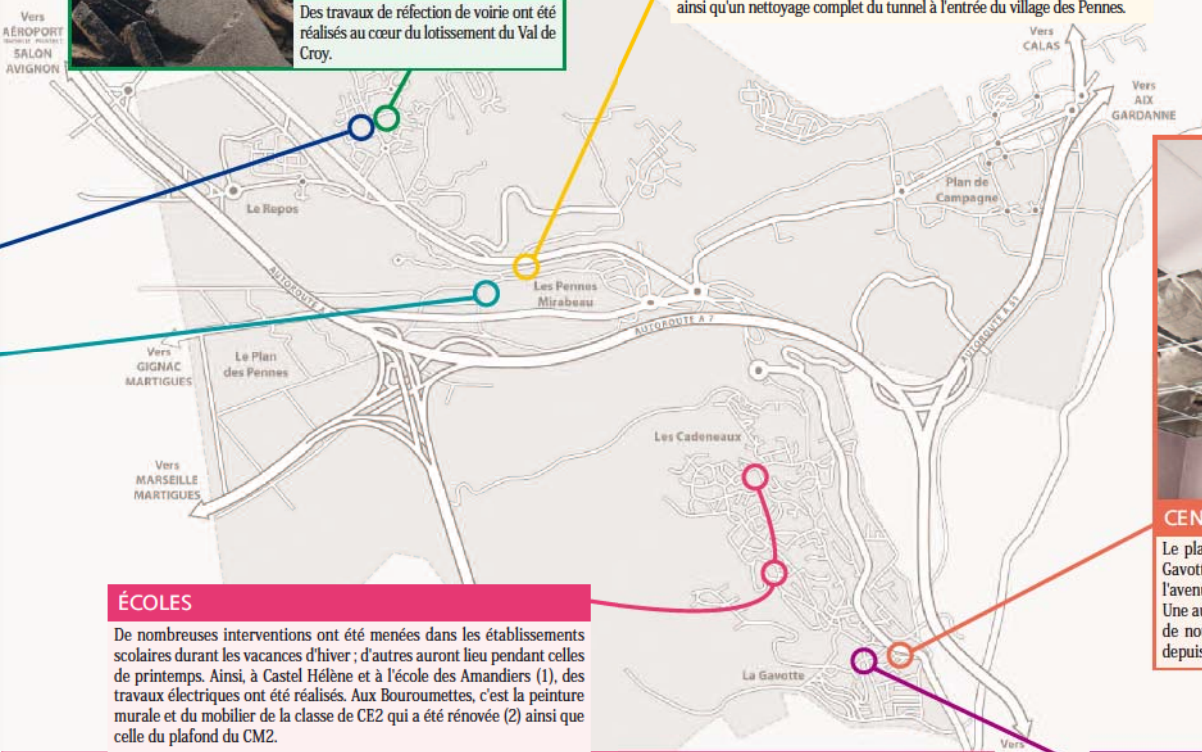 Des travaux de réfection de voirie ont été
réalisés au cœur du lotissement du Val de
Croy.
ainsi qu'un nettoyage complet du tunnel à l'entrée du village des Pennes.
Vers
AÉROPORT
SALON
AVIGNON
Vers
CALAS
Vers
AIX
GARDANNE
Le Repos
Plan de
Campagne
AUTOROUTE
Les Pennes
Mirabeau
AUTOROUTE A 7
AUTOROUTE A 51
Vers
GIGNAC
MARTIGUES
Le Plan
des Pennes
Les Cadeneaux
Vers
MARSEILLE
MARTIGUES
CEN
Le pla
Gavott
l'avenu
Une au
de nou
depuis
ÉCOLES
De nombreuses interventions ont été menées dans les établissements
scolaires durant les vacances d'hiver ; d'autres auront lieu pendant celles
de printemps. Ainsi, à Castel Hélène et à l'école des Amandiers (1), des
travaux électriques ont été réalisés. Aux Bouroumettes, c'est la peinture
murale et du mobilier de la classe de CE2 qui a été rénovée (2) ainsi que
celle du plafond du CM2.
La Gavotte
Vers